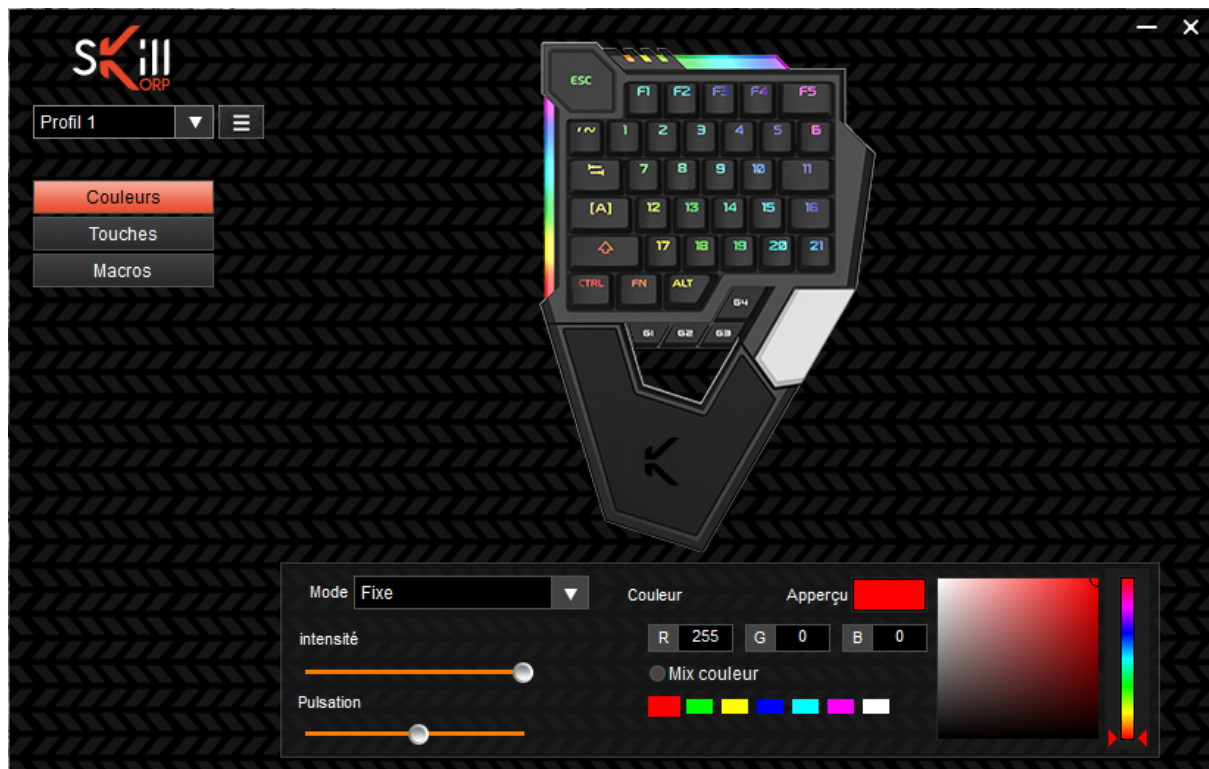 SKill
KORP
Profil 1
Couleurs
Touches
Macros
ESC
F1 F2 F3 F4 F5
1 2 3 4 5 6
7 8 9 10 11
[A] 12 13 14 15 16
17 18 19 20 21
CTRL FN ALT
G4
G1 G2 G3
Mode Fixe
intensité
Pulsation
Couleur Apperçu
R 255 G 0 B 0
Mix couleur